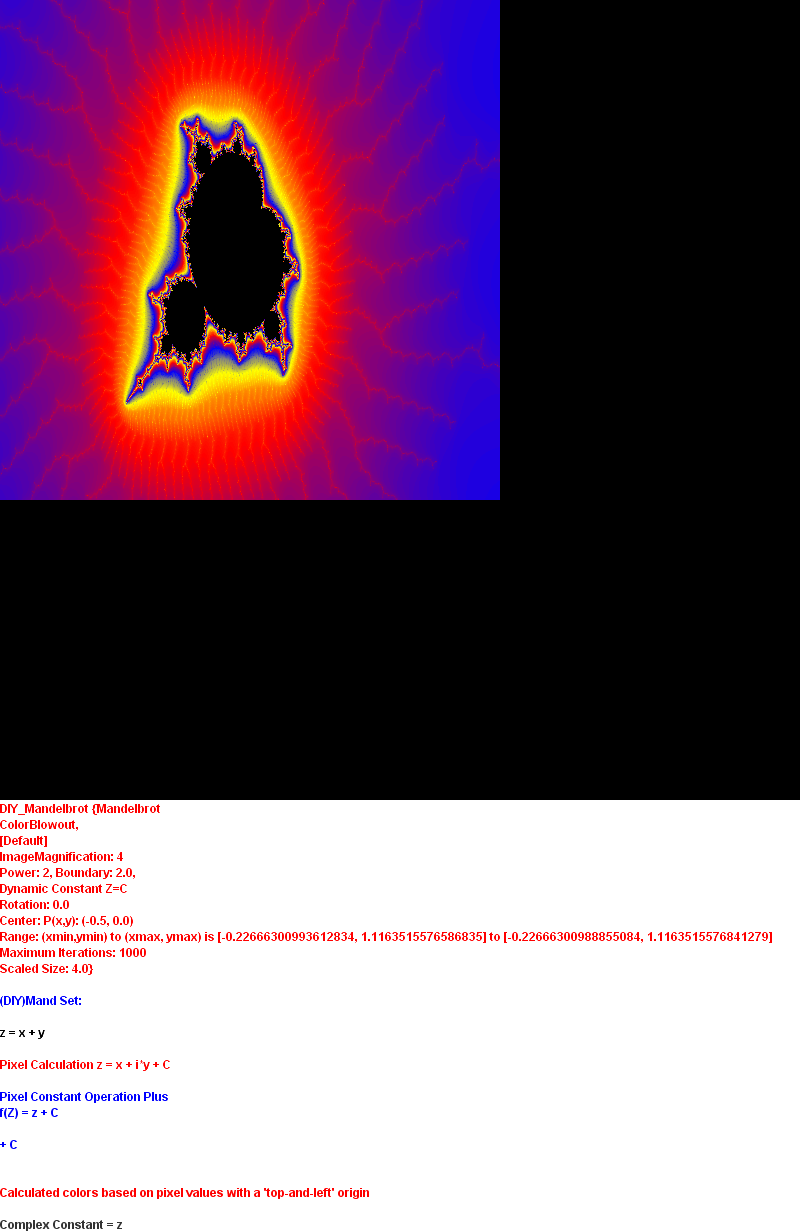 DIY_Mandelbrot {Mandelbrot
ColorBlowout,
[Default]
ImageMagnification: 4
Power: 2, Boundary: 2.0,
Dynamic Constant Z=C
Rotation: 0.0
Center: P(x,y): (-0.5, 0.0)
Range: (xmin,ymin) to (xmax, ymax) is [-0.22666300993612834, 1.1163515576586835] to [-0.22666300988855084, 1.1163515576841279]
Maximum Iterations: 1000
Scaled Size: 4.0}
(DIY)Mand Set:
z = x + y
Pixel Calculation z = x + i*y + C
Pixel Constant Operation Plus
f(Z) = z + C
+ C
Calculated colors based on pixel values with a 'top-and-left' origin
Complex Constant = z